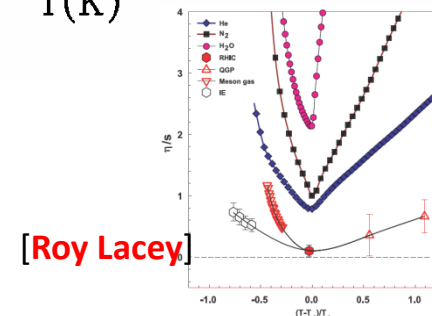 T(K)
4
He
N₂
H₂O
RHIC
QGP
Meson gas
IE
3
η/s
2
1
[Roy Lacey]
0
-1.0 -0.5 0.0 0.5 1.0